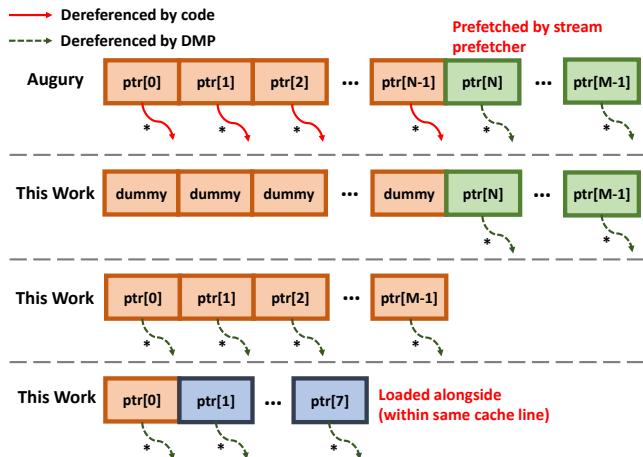 Dereferenced by code
Dereferenced by DMP
Prefetched by stream
prefetcher
Augury ptr[0] ptr[1] ptr[2] ... ptr[N-1] ptr[N] ... ptr[M-1]
* * * * * *
This Work dummy dummy dummy ... dummy ptr[N] ... ptr[M-1]
* *
This Work ptr[0] ptr[1] ptr[2] ... ptr[M-1]
* * * *
This Work ptr[0] ptr[1] ... ptr[7] Loaded alongside
(within same cache line)
* * *